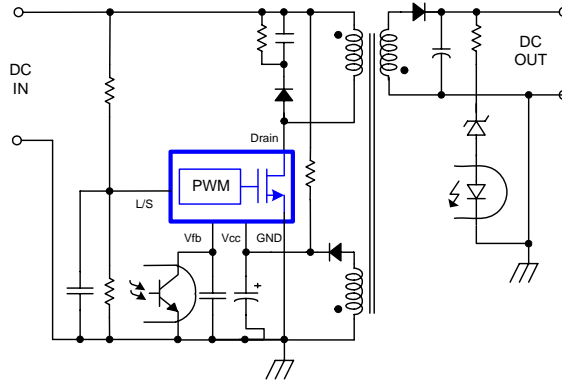 DC
IN
DC
OUT
Drain
PWM
L/S
Vfb
Vcc
GND
+